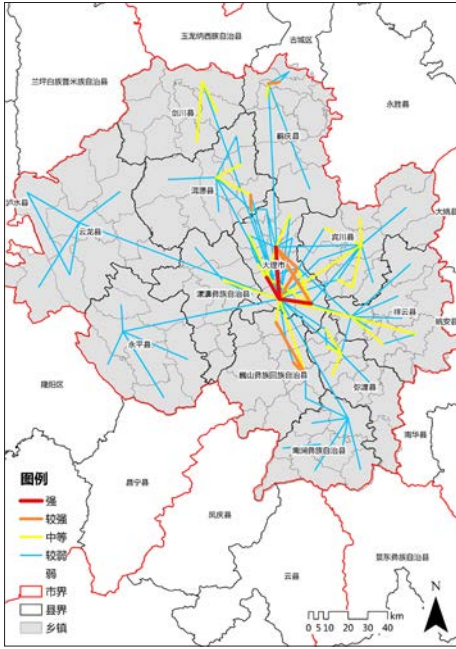 玉龙纳西族自治县
古城区
兰坪白族普米族自治县
永胜县
剑川县
鹤庆县
洱源县
泸水县
大姚县
云龙县
宾川县
大理市
漾濞彝族自治县
祥云县
姚安县
永平县
巍山彝族回族自治县
弥渡县
隆阳区
南华县
南涧彝族自治县
昌宁县
凤庆县
云县
景东彝族自治县
图例
强
较强
中等
较弱
弱
市界
县界
乡镇
N
km
0 5 10 20 30 40